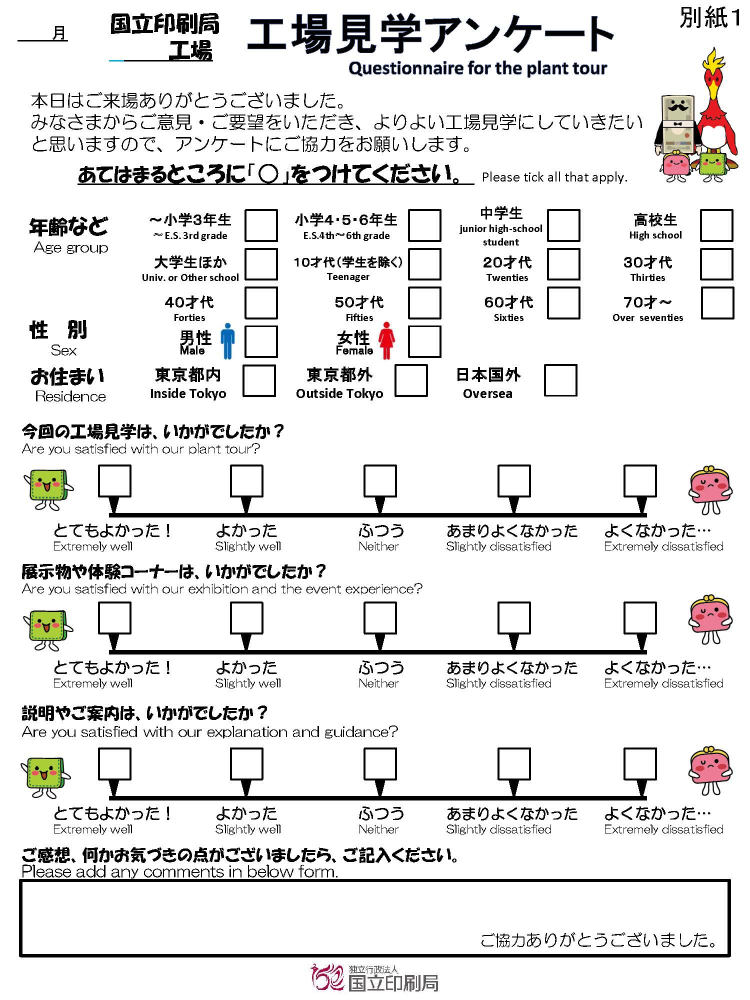 別紙１
月
国立印刷局
工場
工場見学アンケート
Questionnaire for the plant tour
本日はご来場ありがとうございました。
みなさまからご意見・ご要望をいただき、よりよい工場見学にしていきたい
と思いますので、アンケートにご協力をお願いします。
あてはまるところに「〇」をつけてください。 Please tick all that apply.
年齢など
Age group
～小学３年生
～E.S. 3rd grade
小学４・５・６年生
E.S.4th～6th grade
中学生
junior high-school
student
高校生
High school
大学生ほか
Univ. or Other school
１０才代（学生を除く）
Teenager
２０才代
Twenties
３０才代
Thirties
４０才代
Forties
５０才代
Fifties
６０才代
Sixties
７０才～
Over seventies
性 別
Sex
男性
Male
女性
Female
お住まい
Residence
東京都内
Inside Tokyo
東京都外
Outside Tokyo
日本国外
Oversea
今回の工場見学は、いかがでしたか？
Are you satisfied with our plant tour?
とてもよかった！ よかった ふつう あまりよくなかった よくなかった…
Extremely well Slightly well Neither Slightly dissatisfied Extremely dissatisfied
展示物や体験コーナーは、いかがでしたか？
Are you satisfied with our exhibition and the event experience?
とてもよかった！ よかった ふつう あまりよくなかった よくなかった…
Extremely well Slightly well Neither Slightly dissatisfied Extremely dissatisfied
説明やご案内は、いかがでしたか？
Are you satisfied with our explanation and guidance?
とてもよかった！ よかった ふつう あまりよくなかった よくなかった…
Extremely well Slightly well Neither Slightly dissatisfied Extremely dissatisfied
ご感想、何かお気づきの点がございましたら、ご記入ください。
Please add any comments in below form.
ご協力ありがとうございました。
独立行政法人
国立印刷局